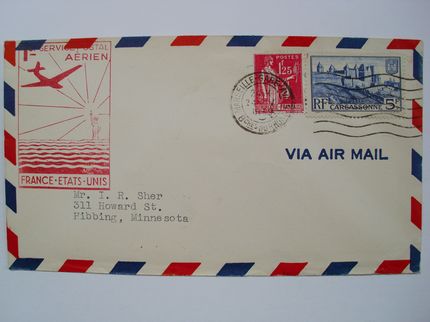 1er SERVICE POSTAL
AÉRIEN
FRANCE-ETATS-UNIS
POSTES
1F25
RF
CARCASSONNE
5F
VIA AIR MAIL
Mr. I. R. Sher
311 Howard St.
Hibbing, Minnesota